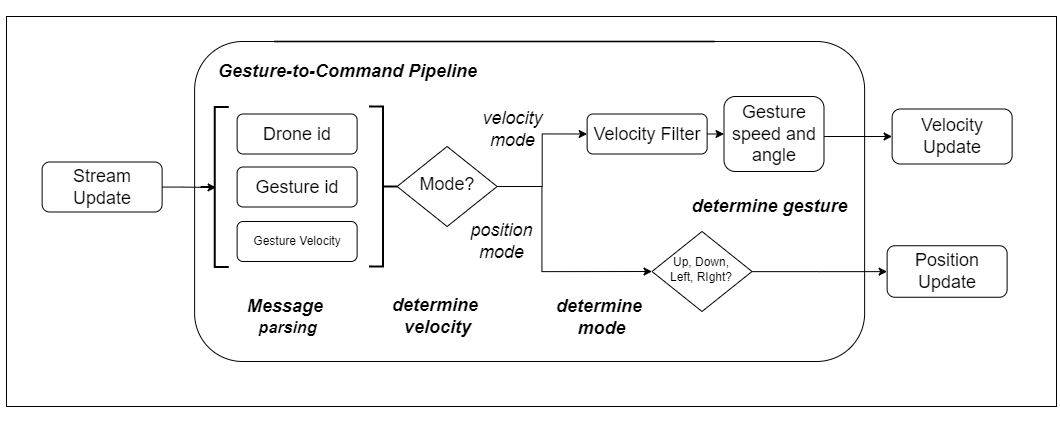 Gesture-to-Command Pipeline
Stream
Update
Drone id
Gesture id
Gesture Velocity
Message
parsing
Mode?
determine
velocity
velocity
mode
position
mode
determine
mode
Velocity Filter
Gesture
speed and
angle
determine gesture
Up, Down,
Left, RIght?
Velocity
Update
Position
Update